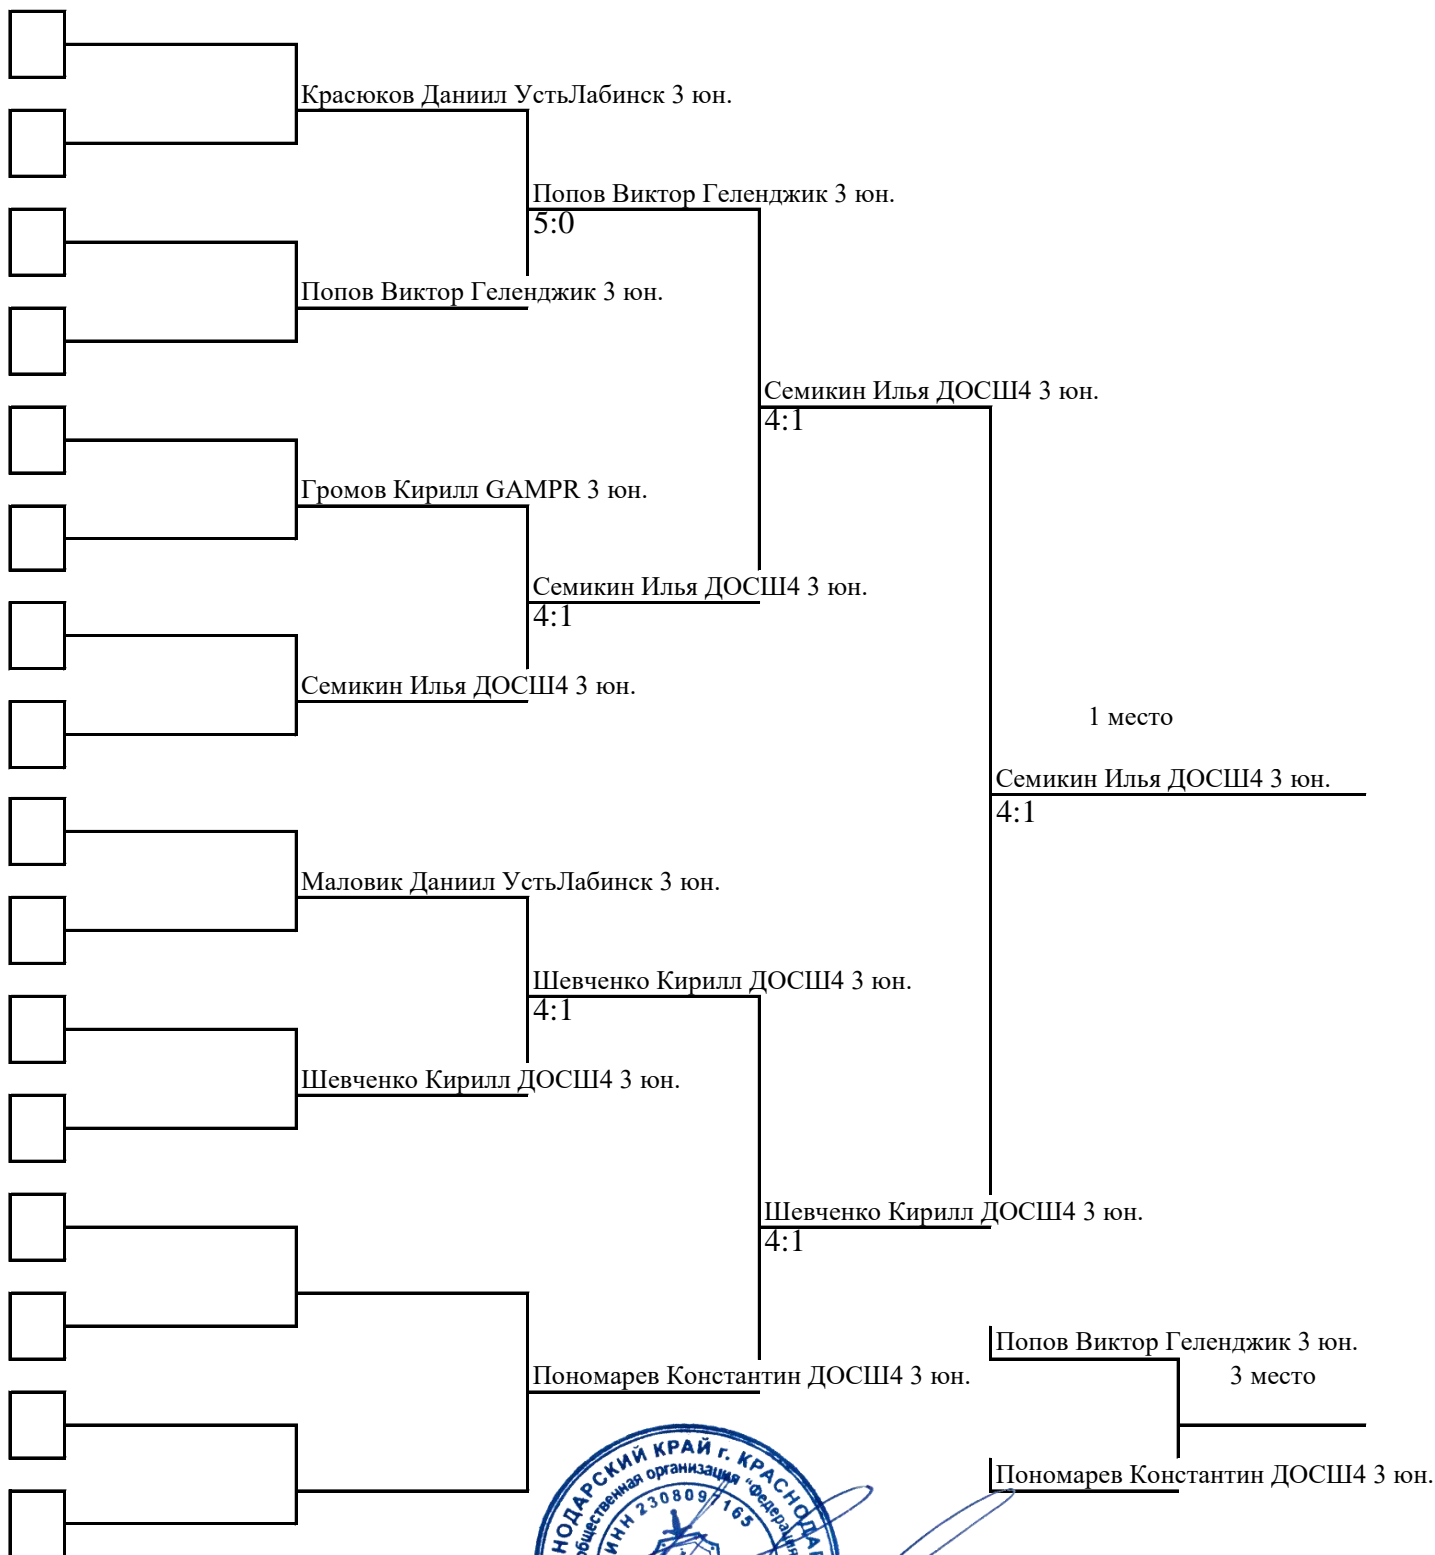 Красюков Даниил УстьЛабинск 3 юн.
Попов Виктор Геленджик 3 юн.
5:0
Попов Виктор Геленджик 3 юн.
Семикин Илья ДОСШ4 3 юн.
4:1
Громов Кирилл GAMPR 3 юн.
Семикин Илья ДОСШ4 3 юн.
4:1
Семикин Илья ДОСШ4 3 юн.
1 место
Семикин Илья ДОСШ4 3 юн.
4:1
Маловик Даниил УстьЛабинск 3 юн.
Шевченко Кирилл ДОСШ4 3 юн.
4:1
Шевченко Кирилл ДОСШ4 3 юн.
Шевченко Кирилл ДОСШ4 3 юн.
4:1
Попов Виктор Геленджик 3 юн.
Пономарев Константин ДОСШ4 3 юн.
3 место
Пономарев Константин ДОСШ4 3 юн.
КРАЙ г.
организация
ИНН 2308097165